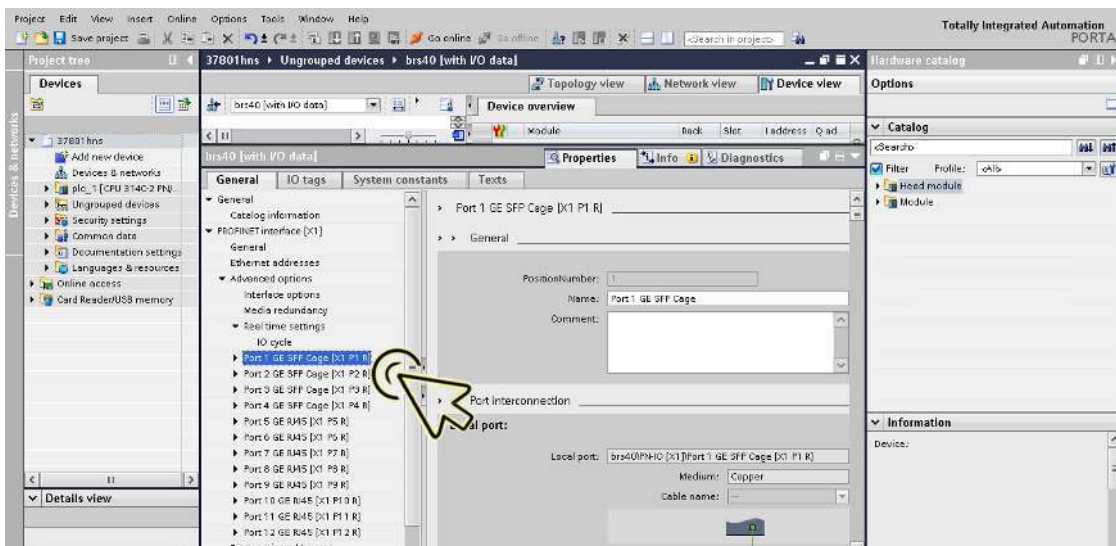 Project Edit View Insert Online Options Tools Window Help
Totally Integrated Automation
PORTA
Save project Go online Go offline <Search in project>
Project tree
37801hns Ungrouped devices brs40 [with I/O data]
Hardware catalog
Devices
Topology view Network view Device view
Options
brs40 [with I/O data]
Device overview
Module Rack Slot I address Q ad
Catalog
<Search>
Filter Profile: <All>
Head module
Module
Devices & networks
37801hns
Add new device
Devices & networks
plc_1 [CPU 314C-2 PN/
Ungrouped devices
Security settings
Common data
Documentation settings
Languages & resources
Online access
Card Reader/USB memory
brs40 [with I/O data]
Properties Info Diagnostics
General IO tags System constants Texts
General
Catalog information
PROFINET interface [X1]
General
Ethernet addresses
Advanced options
Interface options
Media redundancy
Real time settings
IO cycle
Port 1 GE SFP Cage [X1 P1 R]
Port 2 GE SFP Cage [X1 P2 R]
Port 3 GE SFP Cage [X1 P3 R]
Port 4 GE SFP Cage [X1 P4 R]
Port 5 GE RJ45 [X1 P5 R]
Port 6 GE RJ45 [X1 P6 R]
Port 7 GE RJ45 [X1 P7 R]
Port 8 GE RJ45 [X1 P8 R]
Port 9 GE RJ45 [X1 P9 R]
Port 10 GE RJ45 [X1 P10 R]
Port 11 GE RJ45 [X1 P11 R]
Port 12 GE RJ45 [X1 P12 R]
Port 1 GE SFP Cage [X1 P1 R]
General
PositionNumber: 1
Name: Port 1 GE SFP Cage
Comment:
Port interconnection
al port:
Local port: brs40\PN-IO [X1]\Port 1 GE SFP Cage [X1 P1 R]
Medium: Copper
Cable name: ---
Information
Device:
Details view